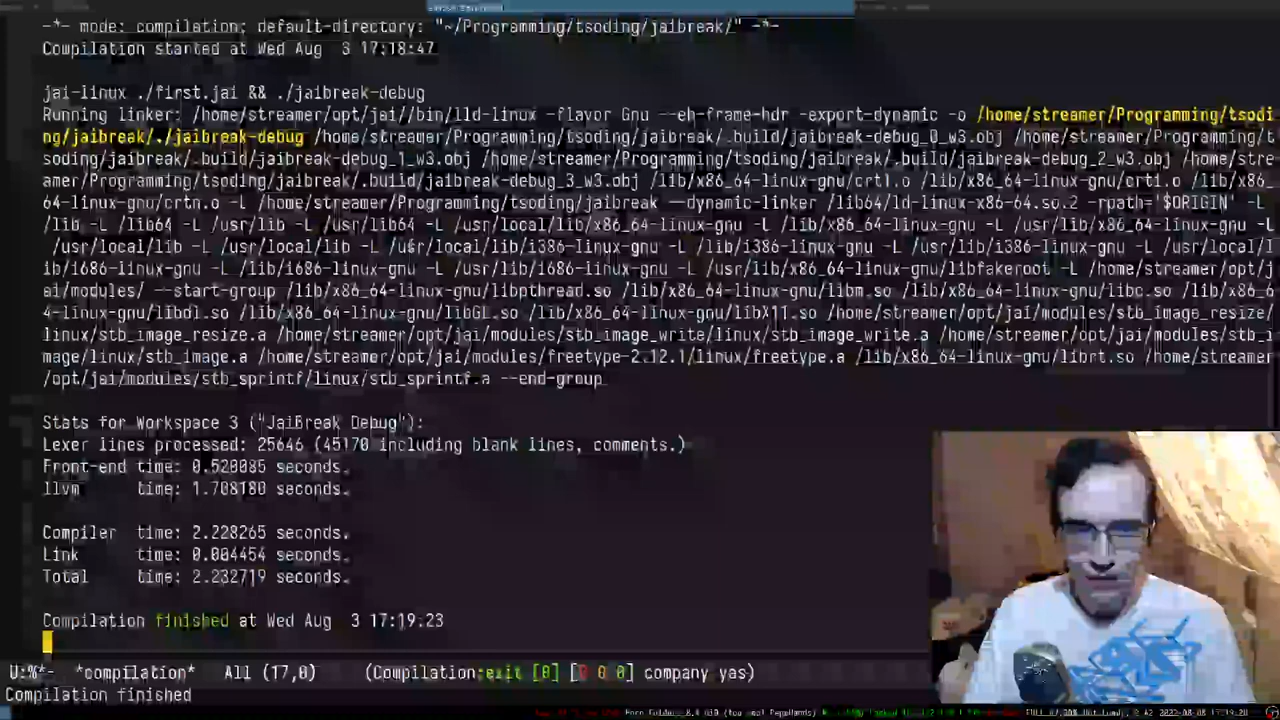 -*- mode: compilation; default-directory: "~/Programming/tsoding/jaibreak/" -*-
Compilation started at Wed Aug  3 17:18:47
jai-linux ./first.jai && ./jaibreak-debug
Running linker: /home/streamer/opt/jai//bin/lld-linux -flavor Gnu --eh-frame-hdr -export-dynamic -o /home/streamer/Programming/tsodi
ng/jaibreak/./jaibreak-debug /home/streamer/Programming/tsoding/jaibreak/.build/jaibreak-debug_0_w3.obj /home/streamer/Programming/t
soding/jaibreak/.build/jaibreak-debug_1_w3.obj /home/streamer/Programming/tsoding/jaibreak/.build/jaibreak-debug_2_w3.obj /home/stre
amer/Programming/tsoding/jaibreak/.build/jaibreak-debug_3_w3.obj /lib/x86_64-linux-gnu/crt1.o /lib/x86_64-linux-gnu/crti.o /lib/x86_
64-linux-gnu/crtn.o -L /home/streamer/Programming/tsoding/jaibreak --dynamic-linker /lib64/ld-linux-x86-64.so.2 -rpath='$ORIGIN' -L
/lib -L /lib64 -L /usr/lib -L /usr/lib64 -L /usr/local/lib/x86_64-linux-gnu -L /lib/x86_64-linux-gnu -L /usr/lib/x86_64-linux-gnu -L
/usr/local/lib -L /usr/local/lib -L /usr/local/lib/i386-linux-gnu -L /lib/i386-linux-gnu -L /usr/lib/i386-linux-gnu -L /usr/local/l
ib/i686-linux-gnu -L /lib/i686-linux-gnu -L /usr/lib/i686-linux-gnu -L /usr/lib/x86_64-linux-gnu/libfakeroot -L /home/streamer/opt/j
ai/modules/ --start-group /lib/x86_64-linux-gnu/libpthread.so /lib/x86_64-linux-gnu/libm.so /lib/x86_64-linux-gnu/libc.so /lib/x86_6
4-linux-gnu/libdl.so /lib/x86_64-linux-gnu/libGL.so /lib/x86_64-linux-gnu/libX11.so /home/streamer/opt/jai/modules/stb_image_resize/
linux/stb_image_resize.a /home/streamer/opt/jai/modules/stb_image_write/linux/stb_image_write.a /home/streamer/opt/jai/modules/stb_i
mage/linux/stb_image.a /home/streamer/opt/jai/modules/freetype-2.12.1/linux/freetype.a /lib/x86_64-linux-gnu/librt.so /home/streamer
/opt/jai/modules/stb_sprintf/linux/stb_sprintf.a --end-group
Stats for Workspace 3 ("JaiBreak Debug"):
Lexer lines processed: 25646 (45170 including blank lines, comments.)
Front-end time: 0.520085 seconds.
llvm      time: 1.708180 seconds.
Compiler  time: 2.228265 seconds.
Link      time: 0.004454 seconds.
Total     time: 2.232719 seconds.
Compilation finished at Wed Aug  3 17:19:23
U:%*-  *compilation*   All (17,0)     (Compilation:exit [0] [0 0 0] company yas)
Compilation finished